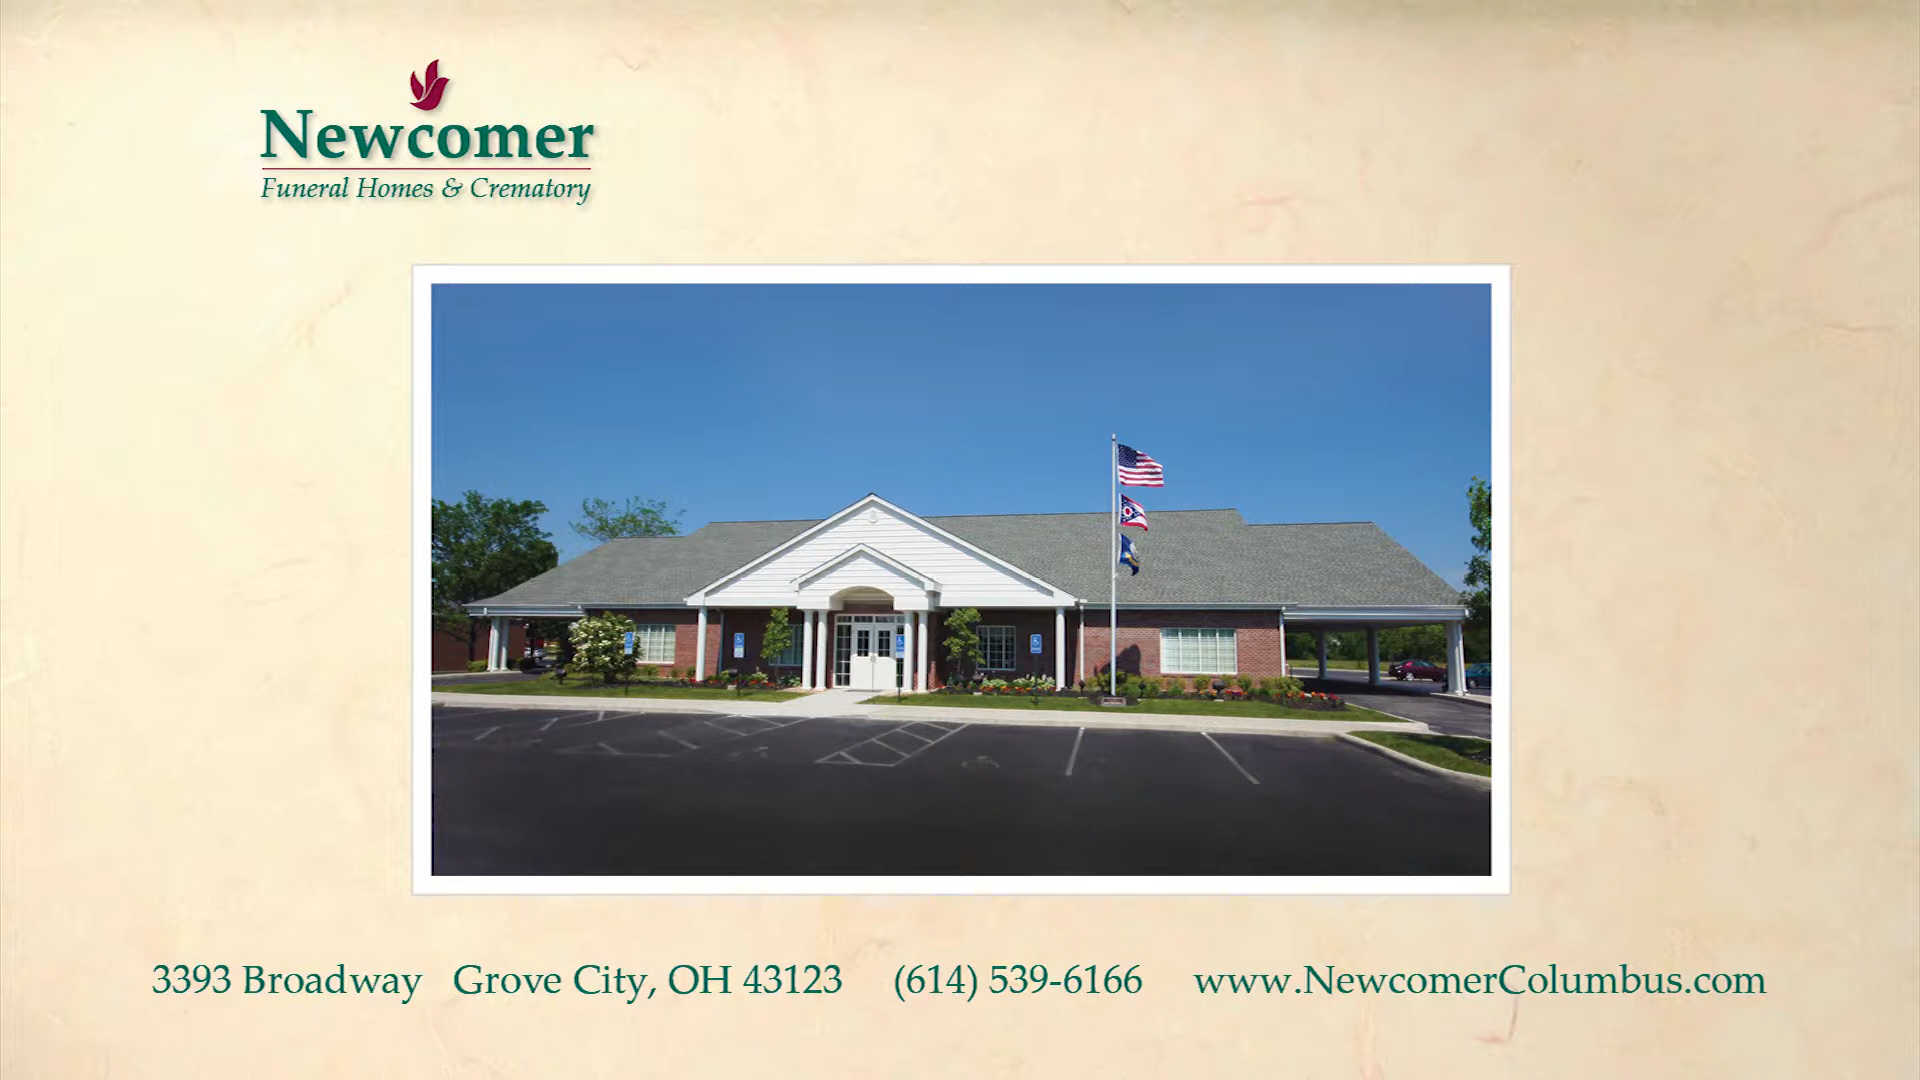 Newcomer
Funeral Homes & Crematory
3393 Broadway Grove City, OH 43123 (614) 539-6166 www.NewcomerColumbus.com